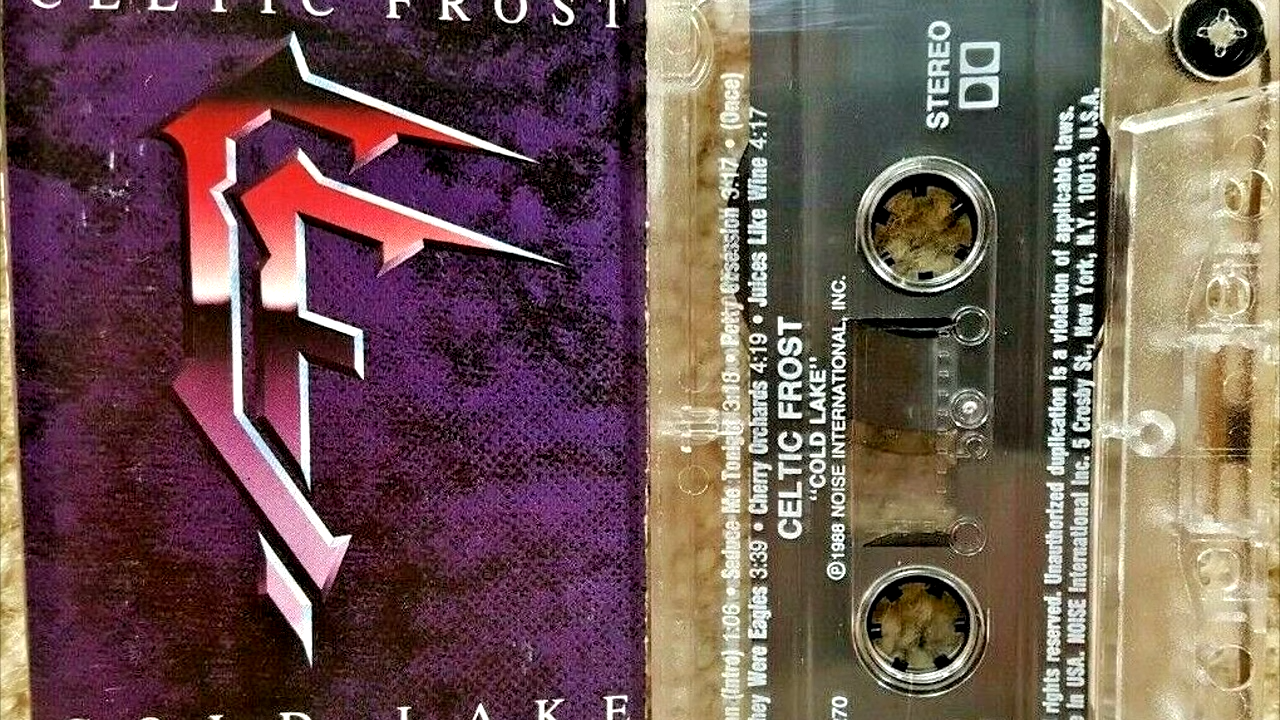 CELTIC FROST
COLD LAKE
(Intro) 1:06 • Seduce Me Tonight 3:18 • Petty Obsession 3:17 • (Once)
They Were Eagles 3:39 • Cherry Orchards 4:19 • Juices Like Wine 4:17
CELTIC FROST
"COLD LAKE"
℗1988 NOISE INTERNATIONAL, INC.
STEREO
rights reserved. Unauthorized duplication is a violation of applicable laws.
in USA. NOISE International Inc. 5 Crosby St., New York, N.Y. 10013, U.S.A.